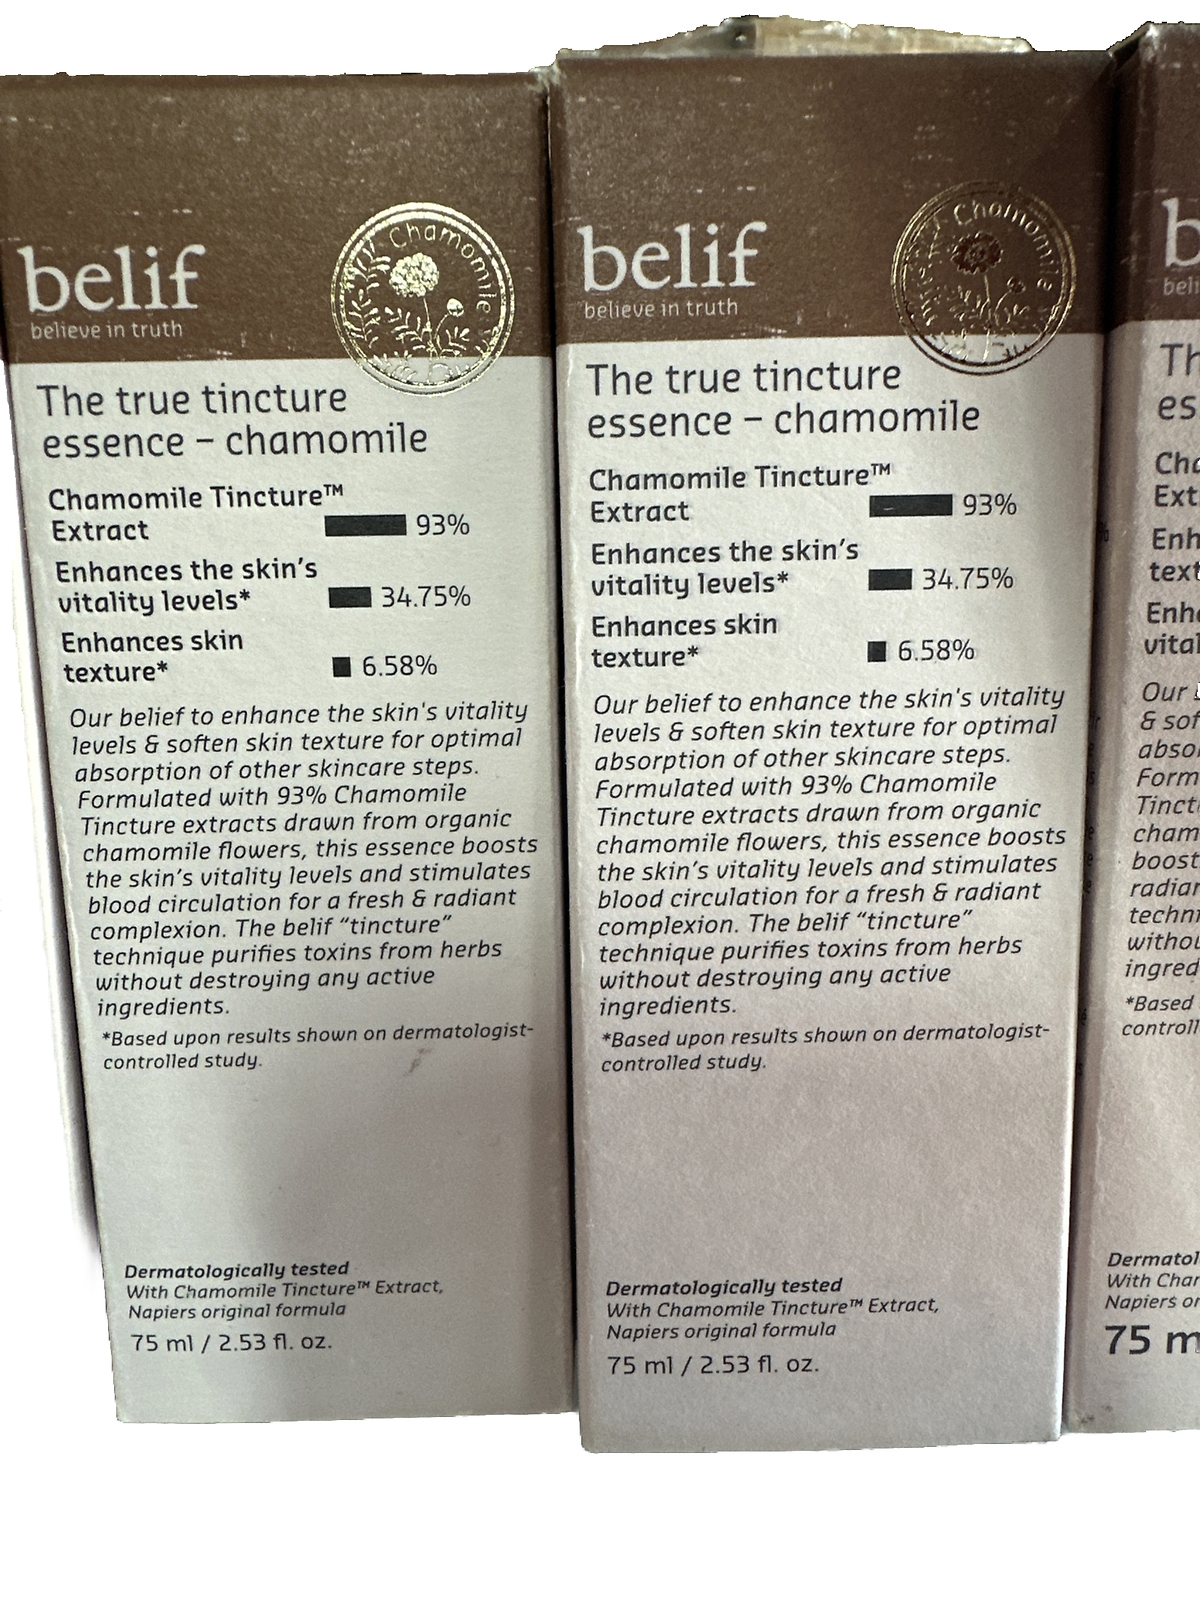 belif
believe in truth
Chamomile
The true tincture
essence – chamomile
Chamomile Tincture™
Extract 93%
Enhances the skin's
vitality levels* 34.75%
Enhances skin
texture* 6.58%
Our belief to enhance the skin's vitality
levels & soften skin texture for optimal
absorption of other skincare steps.
Formulated with 93% Chamomile
Tincture extracts drawn from organic
chamomile flowers, this essence boosts
the skin's vitality levels and stimulates
blood circulation for a fresh & radiant
complexion. The belif “tincture”
technique purifies toxins from herbs
without destroying any active
ingredients.
*Based upon results shown on dermatologist-
controlled study.
Dermatologically tested
With Chamomile Tincture™ Extract,
Napiers original formula
75 ml / 2.53 fl. oz.
belif
believe in truth
Chamomile
The true tincture
essence – chamomile
Chamomile Tincture™
Extract 93%
Enhances the skin's
vitality levels* 34.75%
Enhances skin
texture* 6.58%
Our belief to enhance the skin's vitality
levels & soften skin texture for optimal
absorption of other skincare steps.
Formulated with 93% Chamomile
Tincture extracts drawn from organic
chamomile flowers, this essence boosts
the skin's vitality levels and stimulates
blood circulation for a fresh & radiant
complexion. The belif “tincture”
technique purifies toxins from herbs
without destroying any active
ingredients.
*Based upon results shown on dermatologist-
controlled study.
Dermatologically tested
With Chamomile Tincture™ Extract,
Napiers original formula
75 ml / 2.53 fl. oz.
Our
*Based
Napiers
75